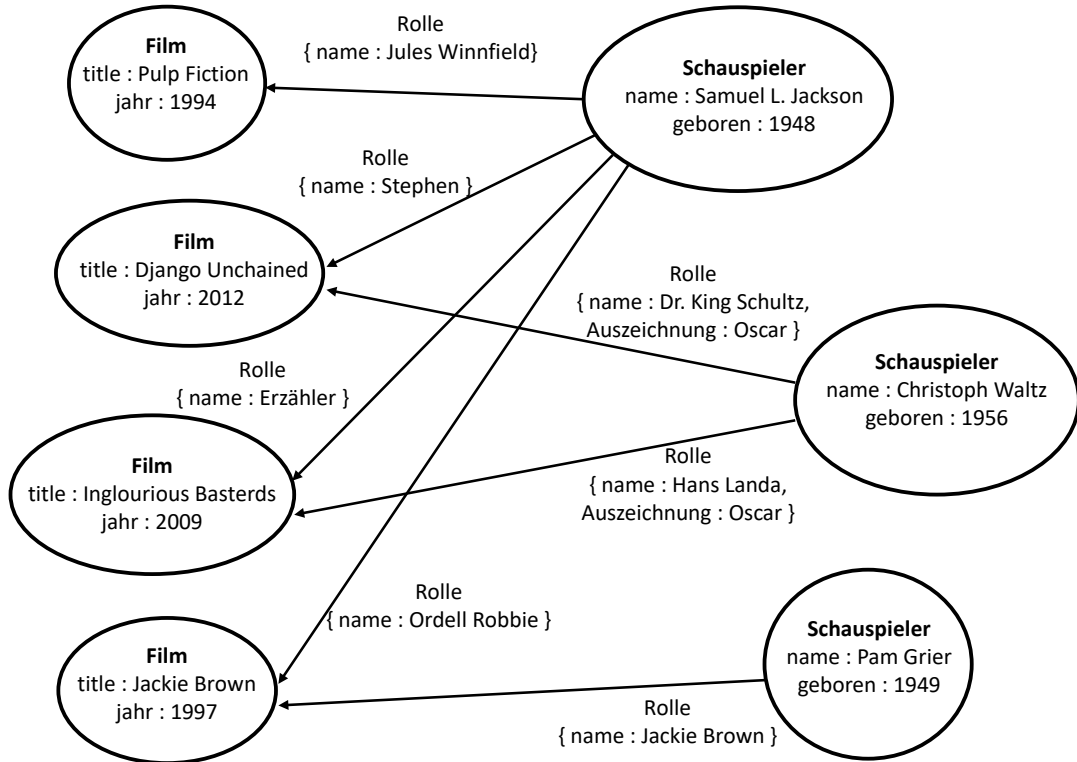 Film
title : Pulp Fiction
jahr : 1994
Rolle
{ name : Jules Winnfield}
Schauspieler
name : Samuel L. Jackson
geboren : 1948
Rolle
{ name : Stephen }
Film
title : Django Unchained
jahr : 2012
Rolle
{ name : Dr. King Schultz,
Auszeichnung : Oscar }
Schauspieler
name : Christoph Waltz
geboren : 1956
Rolle
{ name : Erzähler }
Film
title : Inglourious Basterds
jahr : 2009
Rolle
{ name : Hans Landa,
Auszeichnung : Oscar }
Rolle
{ name : Ordell Robbie }
Film
title : Jackie Brown
jahr : 1997
Schauspieler
name : Pam Grier
geboren : 1949
Rolle
{ name : Jackie Brown }